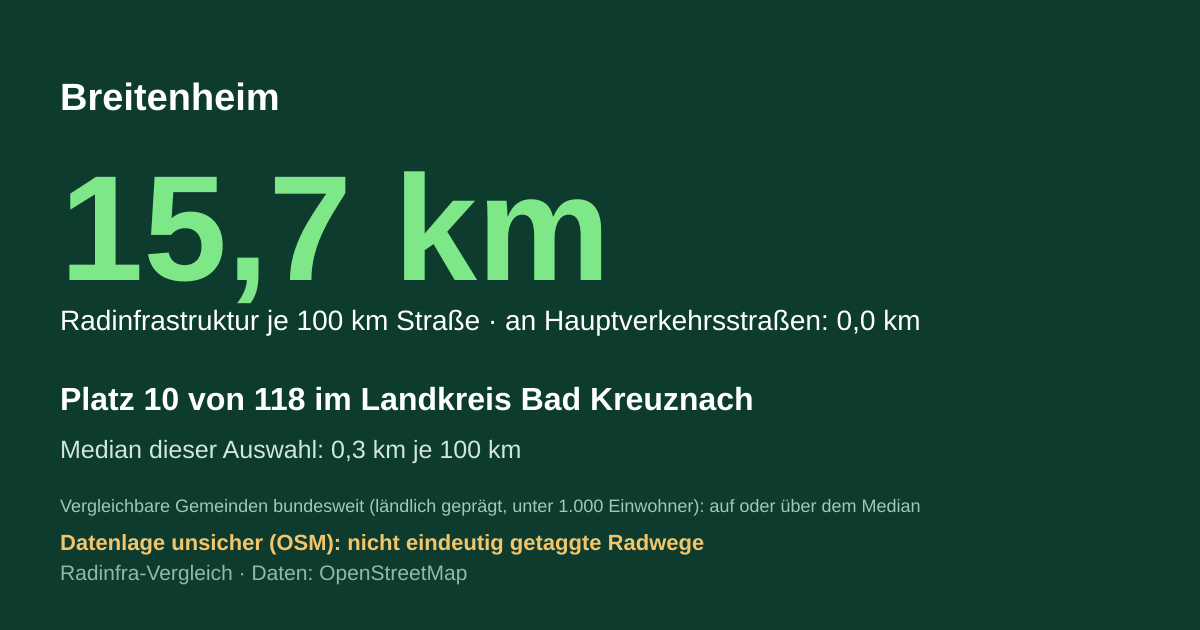 Breitenheim
15,7 km
Radinfrastruktur je 100 km Straße · an Hauptverkehrsstraßen: 0,0 km
Platz 10 von 118 im Landkreis Bad Kreuznach
Median dieser Auswahl: 0,3 km je 100 km
Vergleichbare Gemeinden bundesweit (ländlich geprägt, unter 1.000 Einwohner): auf oder über dem Median
Datenlage unsicher (OSM): nicht eindeutig getaggte Radwege
Radinfra-Vergleich · Daten: OpenStreetMap